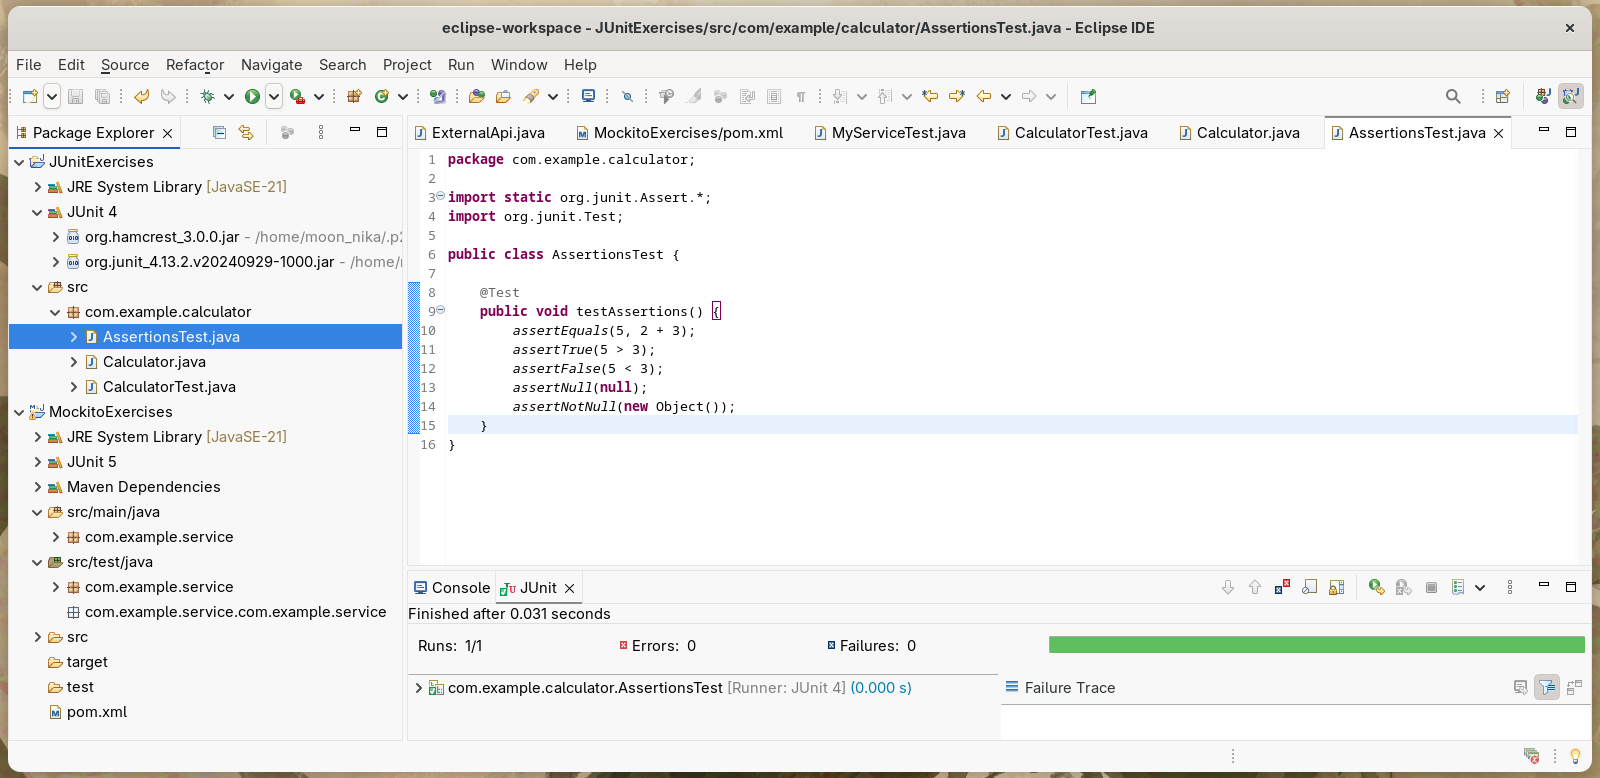 eclipse-workspace - JUnitExercises/src/com/example/calculator/AssertionsTest.java - Eclipse IDE
File Edit Source Refactor Navigate Search Project Run Window Help
Package Explorer
JUnitExercises
JRE System Library [JavaSE-21]
JUnit 4
org.hamcrest_3.0.0.jar - /home/moon_nika/.p2
org.junit_4.13.2.v20240929-1000.jar - /home/
src
com.example.calculator
AssertionsTest.java
Calculator.java
CalculatorTest.java
MockitoExercises
JRE System Library [JavaSE-21]
JUnit 5
Maven Dependencies
src/main/java
com.example.service
src/test/java
com.example.service
com.example.service.com.example.service
src
target
test
pom.xml
ExternalApi.java MockitoExercises/pom.xml MyServiceTest.java CalculatorTest.java Calculator.java AssertionsTest.java
1 package com.example.calculator;
2
3 import static org.junit.Assert.*;
4 import org.junit.Test;
5
6 public class AssertionsTest {
7
8 @Test
9 public void testAssertions() {
10 assertEquals(5, 2 + 3);
11 assertTrue(5 > 3);
12 assertFalse(5 < 3);
13 assertNull(null);
14 assertNotNull(new Object());
15 }
16 }
Console JUnit
Finished after 0.031 seconds
Runs: 1/1 Errors: 0 Failures: 0
com.example.calculator.AssertionsTest [Runner: JUnit 4] (0.000 s)
Failure Trace